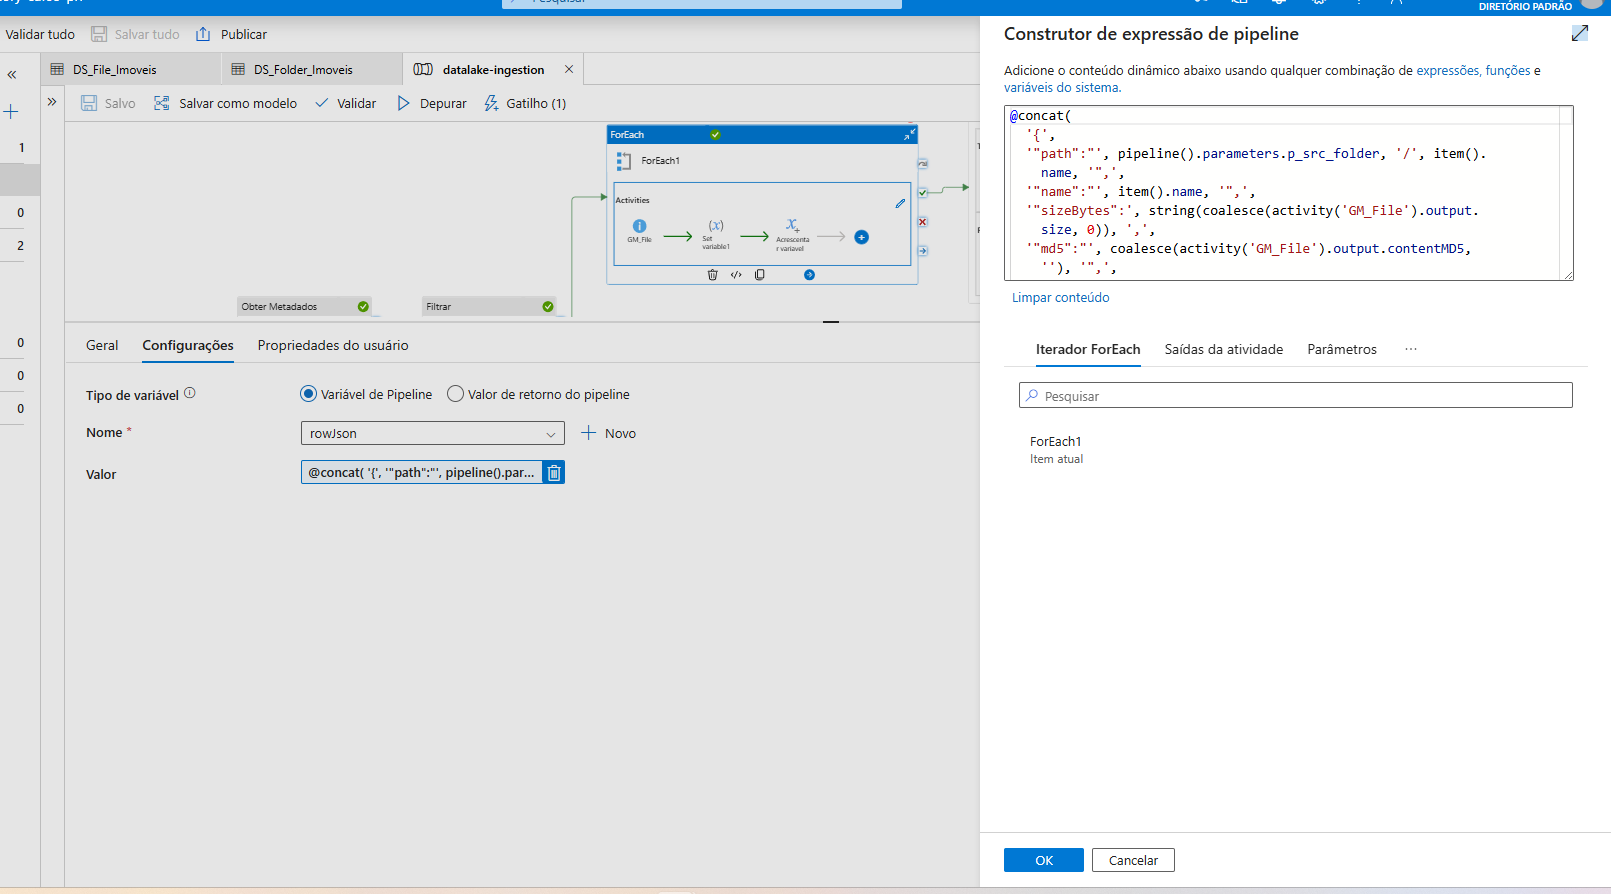 DIRETÓRIO PADRÃO
Validar tudo
Salvar tudo
Publicar
DS_File_Imoveis
DS_Folder_Imoveis
datalake-ingestion
Salvo
Salvar como modelo
Validar
Depurar
Gatilho (1)
1
0
2
0
0
0
ForEach
ForEach1
Activities
GM_File
Set
variable1
Acrescenta
r variavel
Obter Metadados
Filtrar
Geral
Configurações
Propriedades do usuário
Tipo de variável
Variável de Pipeline
Valor de retorno do pipeline
Nome *
rowJson
Novo
Valor
@concat( '{', '"path":"', pipeline().par...
Construtor de expressão de pipeline
Adicione o conteúdo dinâmico abaixo usando qualquer combinação de expressões, funções e
variáveis do sistema.
@concat(
'{',
'"path":"', pipeline().parameters.p_src_folder, '/', item().
name, '",',
'"name":"', item().name, '",',
'"sizeBytes":', string(coalesce(activity('GM_File').output.
size, 0)), ',',
'"md5":"', coalesce(activity('GM_File').output.contentMD5,
''), '",',
Limpar conteúdo
Iterador ForEach
Saídas da atividade
Parâmetros
Pesquisar
ForEach1
Item atual
OK
Cancelar